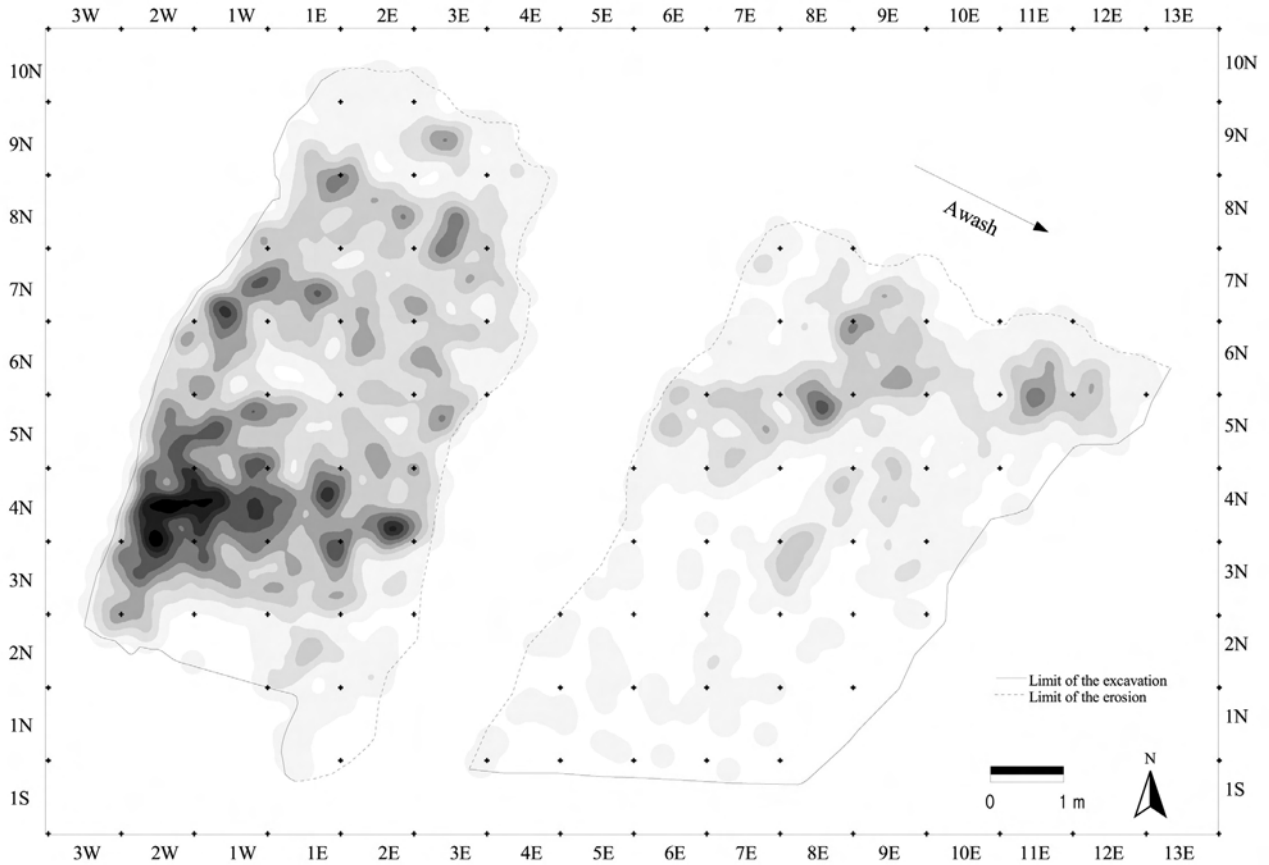 3W 2W 1W 1E 2E 3E 4E 5E 6E 7E 8E 9E 10E 11E 12E 13E
10N 10N
9N 9N
8N Awash 8N
7N 7N
6N 6N
5N 5N
4N 4N
3N 3N
2N 2N
Limit of the excavation
Limit of the erosion
1N 1N
N
1S 0 1 m 1S
3W 2W 1W 1E 2E 3E 4E 5E 6E 7E 8E 9E 10E 11E 12E 13E